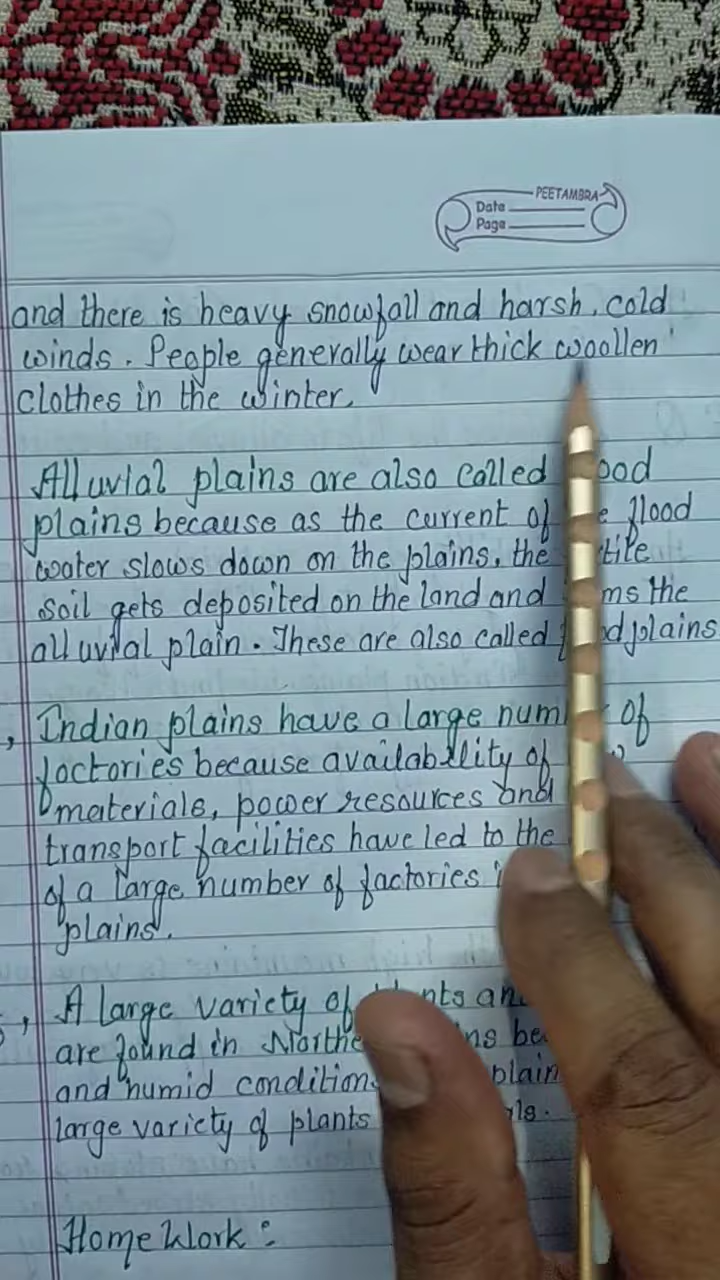 PEETAMBRA
Date
Page
and there is heavy snowfall and harsh, cold
winds. People generally wear thick woollen
clothes in the winter.
Alluvial plains are also called
plains because as the current of flood
water slows down on the plains, the
soil gets deposited on the land and the
alluvial plain. These are also called plains
, Indian plains have a large of
factories because availability of
materials, power resources and
transport facilities have led to the
of a large number of factories
plains.
, A large variety of
are found in
and humid
large variety of plants
Home Work :